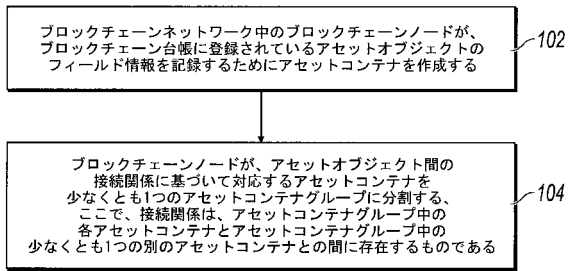 ブロックチェーンネットワーク中のブロックチェーンノードが、
ブロックチェーン台帳に登録されているアセットオブジェクトの
フィールド情報を記録するためにアセットコンテナを作成する
102
ブロックチェーンノードが、アセットオブジェクト間の
接続関係に基づいて対応するアセットコンテナを
少なくとも1つのアセットコンテナグループに分割する、
ここで、接続関係は、アセットコンテナグループ中の
各アセットコンテナとアセットコンテナグループ中の
少なくとも1つの別のアセットコンテナとの間に存在するものである
104